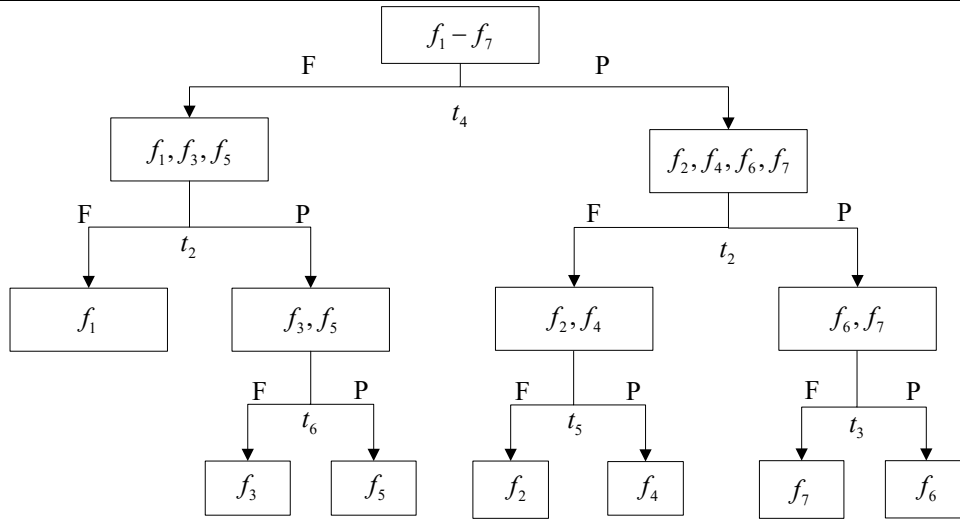 f₁ − f₇
F P
t₄
f₁, f₃, f₅
f₂, f₄, f₆, f₇
F P F P
t₂ t₂
f₁ f₃, f₅ f₂, f₄ f₆, f₇
F P F P F P
t₆ t₅ t₃
f₃ f₅ f₂ f₄ f₇ f₆